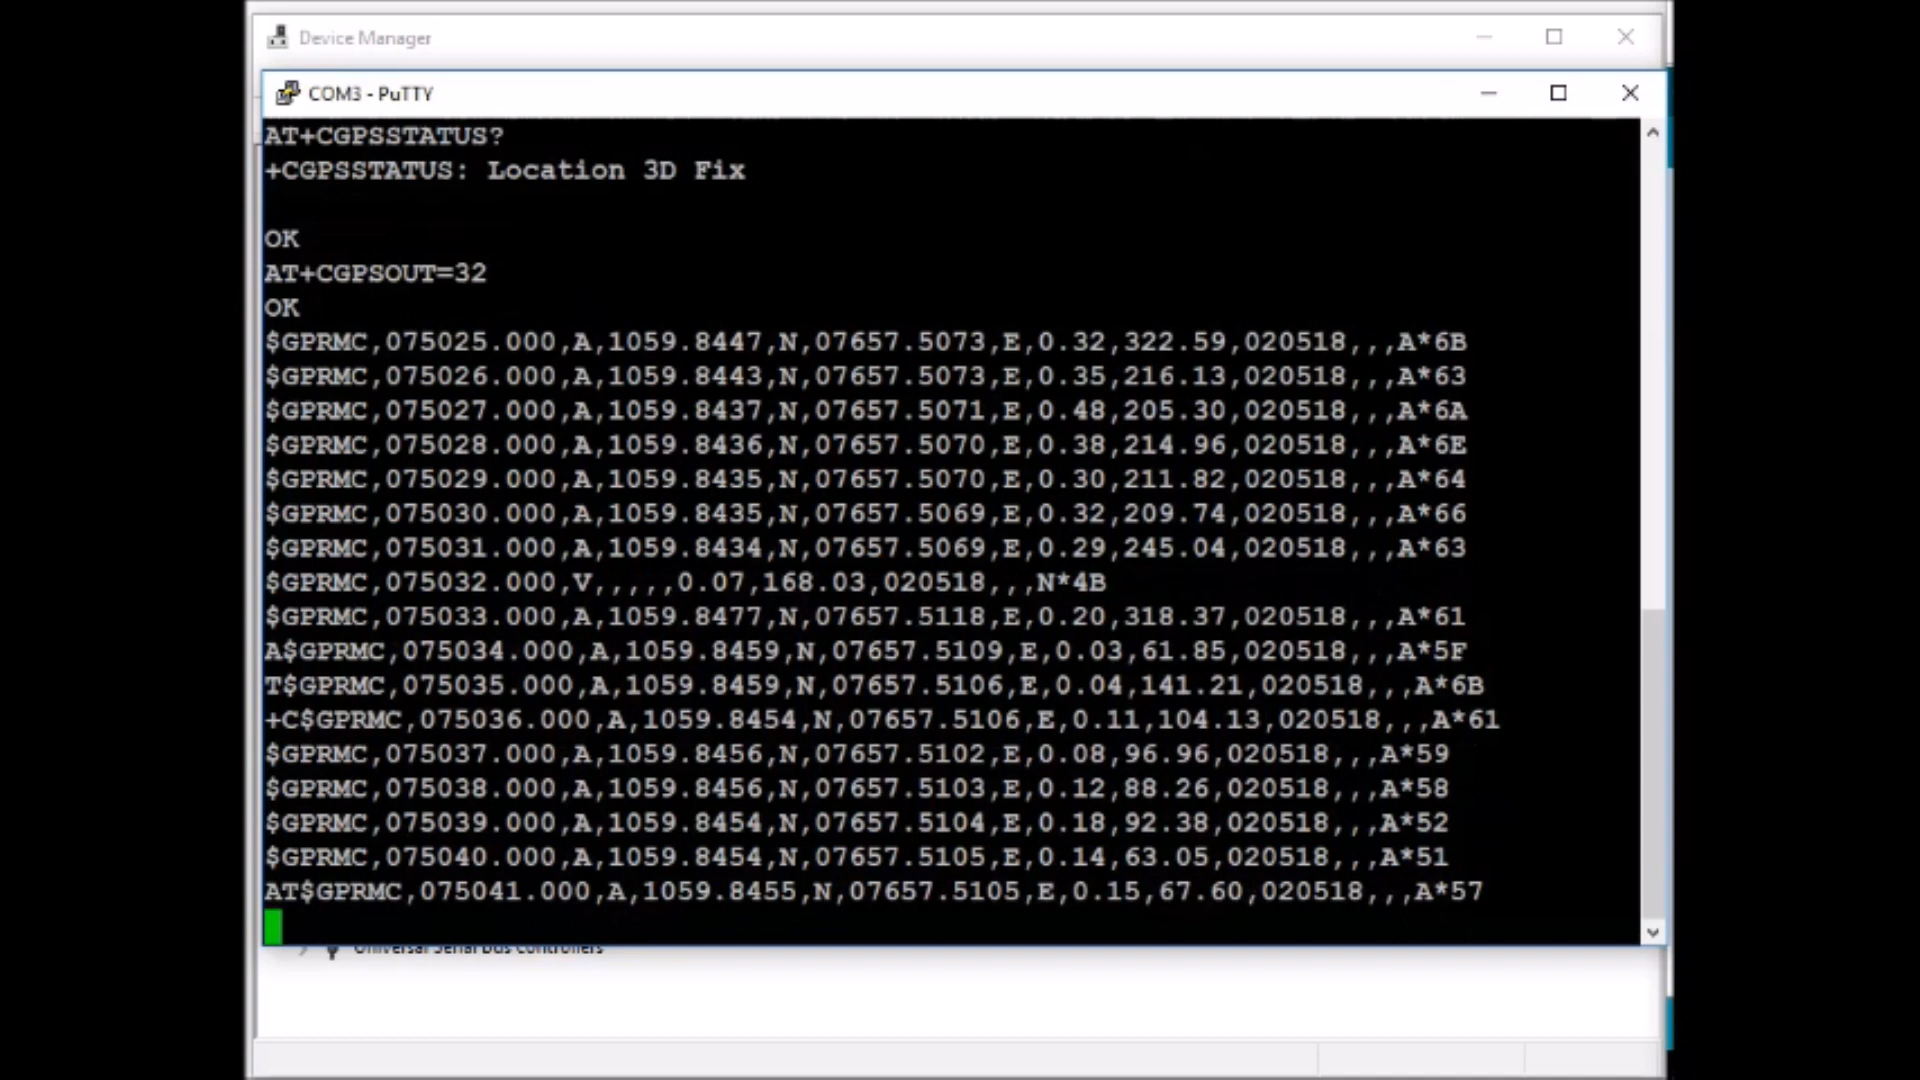 Device Manager
COM3 - PuTTY
AT+CGPSSTATUS?
+CGPSSTATUS: Location 3D Fix
OK
AT+CGPSOUT=32
OK
$GPRMC,075025.000,A,1059.8447,N,07657.5073,E,0.32,322.59,020518,,,A*6B
$GPRMC,075026.000,A,1059.8443,N,07657.5073,E,0.35,216.13,020518,,,A*63
$GPRMC,075027.000,A,1059.8437,N,07657.5071,E,0.48,205.30,020518,,,A*6A
$GPRMC,075028.000,A,1059.8436,N,07657.5070,E,0.38,214.96,020518,,,A*6E
$GPRMC,075029.000,A,1059.8435,N,07657.5070,E,0.30,211.82,020518,,,A*64
$GPRMC,075030.000,A,1059.8435,N,07657.5069,E,0.32,209.74,020518,,,A*66
$GPRMC,075031.000,A,1059.8434,N,07657.5069,E,0.29,245.04,020518,,,A*63
$GPRMC,075032.000,V,,,,,0.07,168.03,020518,,,N*4B
$GPRMC,075033.000,A,1059.8477,N,07657.5118,E,0.20,318.37,020518,,,A*61
A$GPRMC,075034.000,A,1059.8459,N,07657.5109,E,0.03,61.85,020518,,,A*5F
T$GPRMC,075035.000,A,1059.8459,N,07657.5106,E,0.04,141.21,020518,,,A*6B
+C$GPRMC,075036.000,A,1059.8454,N,07657.5106,E,0.11,104.13,020518,,,A*61
$GPRMC,075037.000,A,1059.8456,N,07657.5102,E,0.08,96.96,020518,,,A*59
$GPRMC,075038.000,A,1059.8456,N,07657.5103,E,0.12,88.26,020518,,,A*58
$GPRMC,075039.000,A,1059.8454,N,07657.5104,E,0.18,92.38,020518,,,A*52
$GPRMC,075040.000,A,1059.8454,N,07657.5105,E,0.14,63.05,020518,,,A*51
AT$GPRMC,075041.000,A,1059.8455,N,07657.5105,E,0.15,67.60,020518,,,A*57
Universal Serial Bus controllers